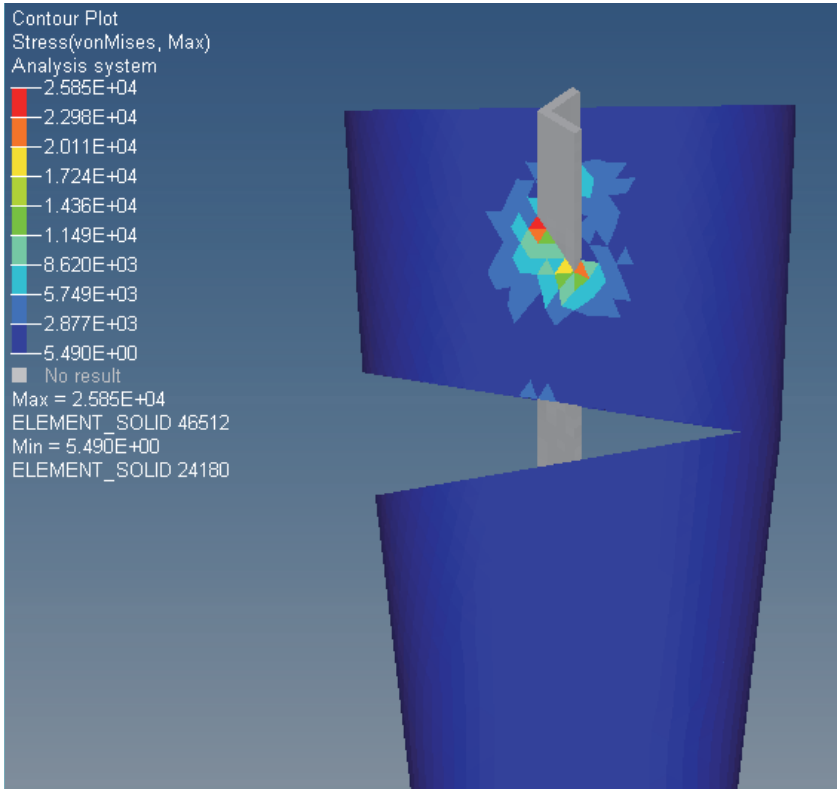 Contour Plot
Stress(vonMises, Max)
Analysis system
2.585E+04
2.298E+04
2.011E+04
1.724E+04
1.436E+04
1.149E+04
8.620E+03
5.749E+03
2.877E+03
5.490E+00
No result
Max = 2.585E+04
ELEMENT_SOLID 46512
Min = 5.490E+00
ELEMENT_SOLID 24180